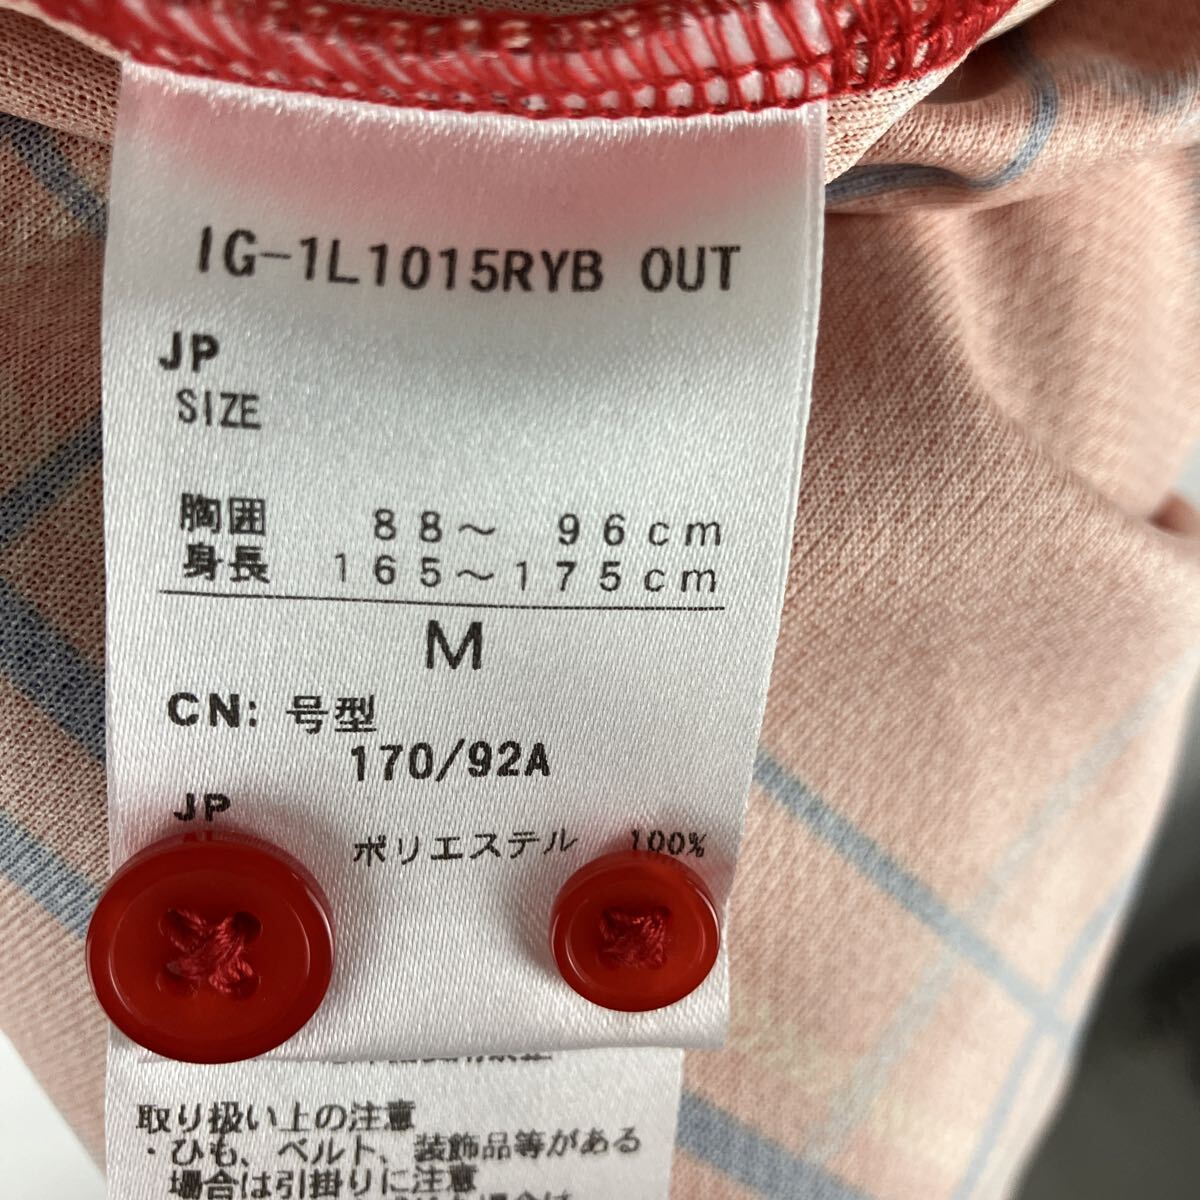 IG-1L1015RYB OUT
JP
SIZE
胸囲 88～ 96cm
身長 165～175cm
M
CN: 号型
170/92A
JP
ポリエステル 100%
取り扱い上の注意
・ひも、ベルト、装飾品等がある
場合は引掛りに注意